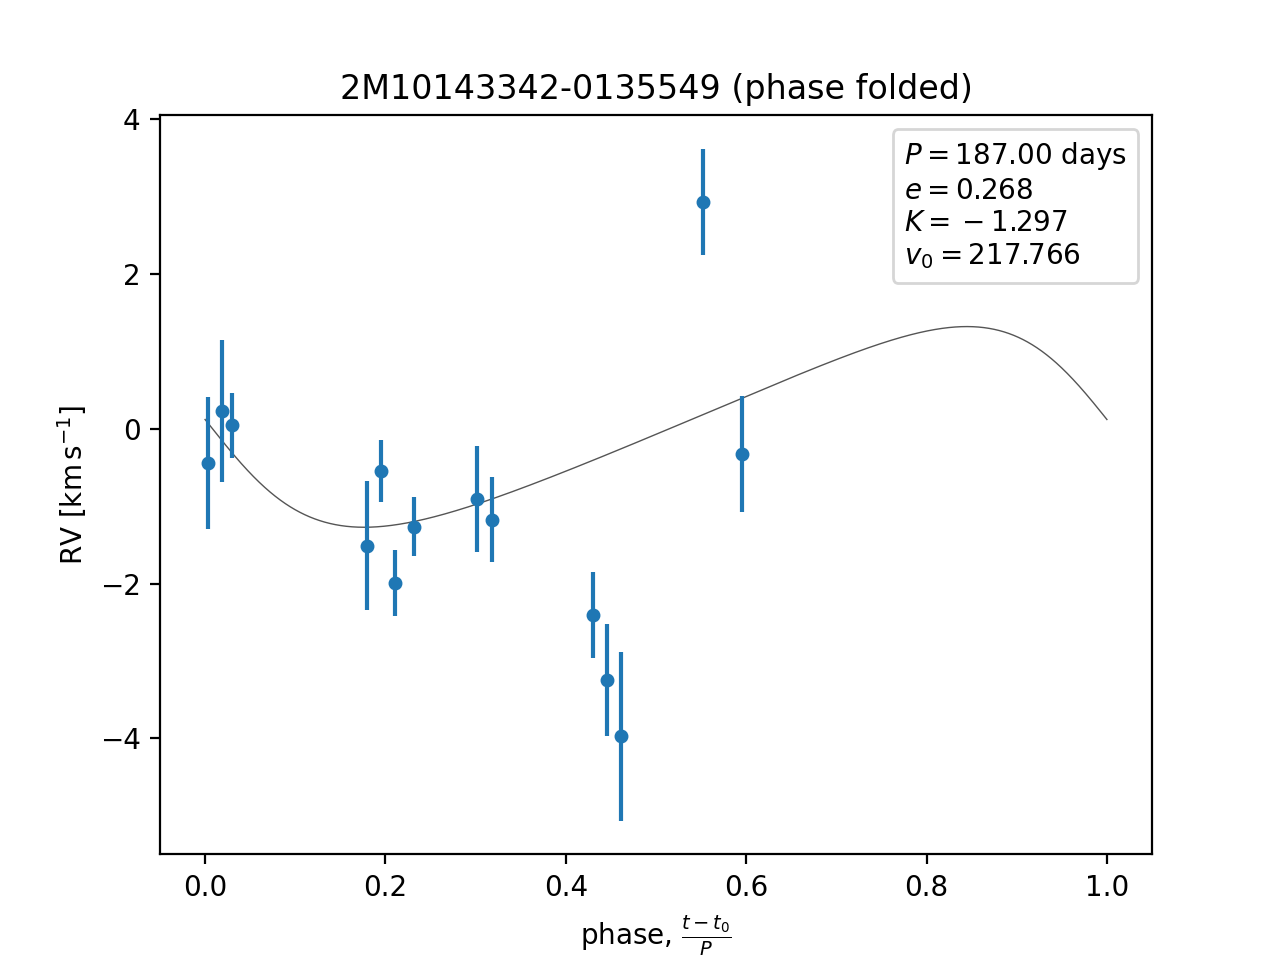 2M10143342-0135549 (phase folded)
P = 187.00 days
e = 0.268
K = −1.297
v₀ = 217.766
4
2
0
−2
−4
RV [km s⁻¹]
0.0 0.2 0.4 0.6 0.8 1.0
phase, (t − t₀)/P